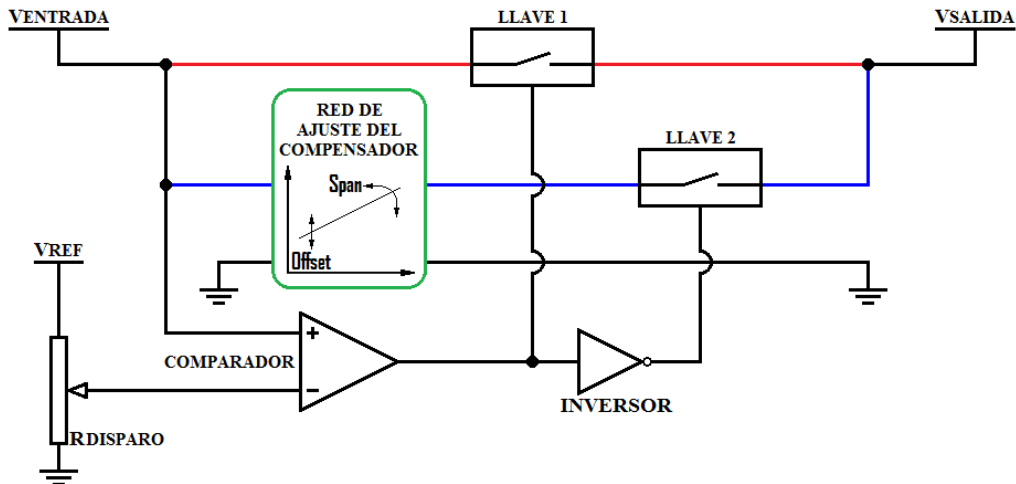 VENTRADA
LLAVE 1
VSALIDA
RED DE
AJUSTE DEL
COMPENSADOR
Span
Offset
LLAVE 2
VREF
COMPARADOR
+
−
INVERSOR
RDISPARO